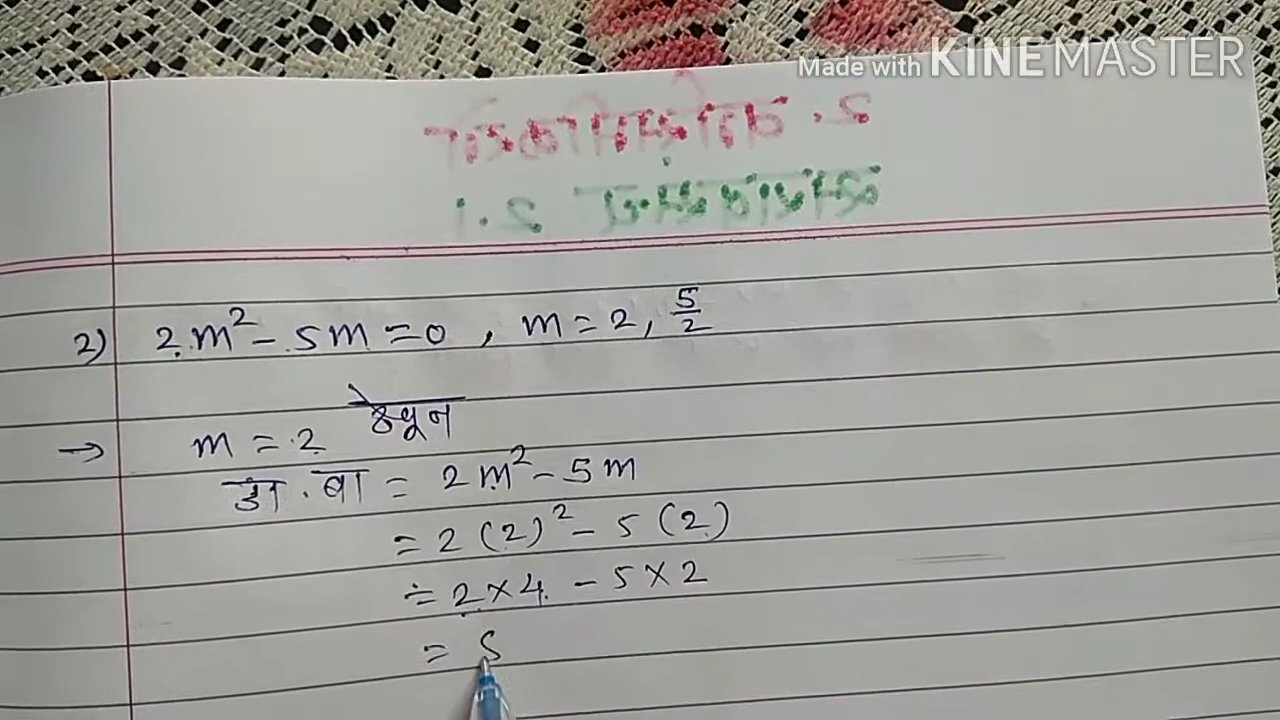 Made with KINEMASTER
2) 2m² - 5m = 0 , m = 2, 5/2
→ m = 2 ठेवून
डा . बा = 2m² - 5m
= 2 (2)² - 5 (2)
= 2 × 4 - 5 × 2
=